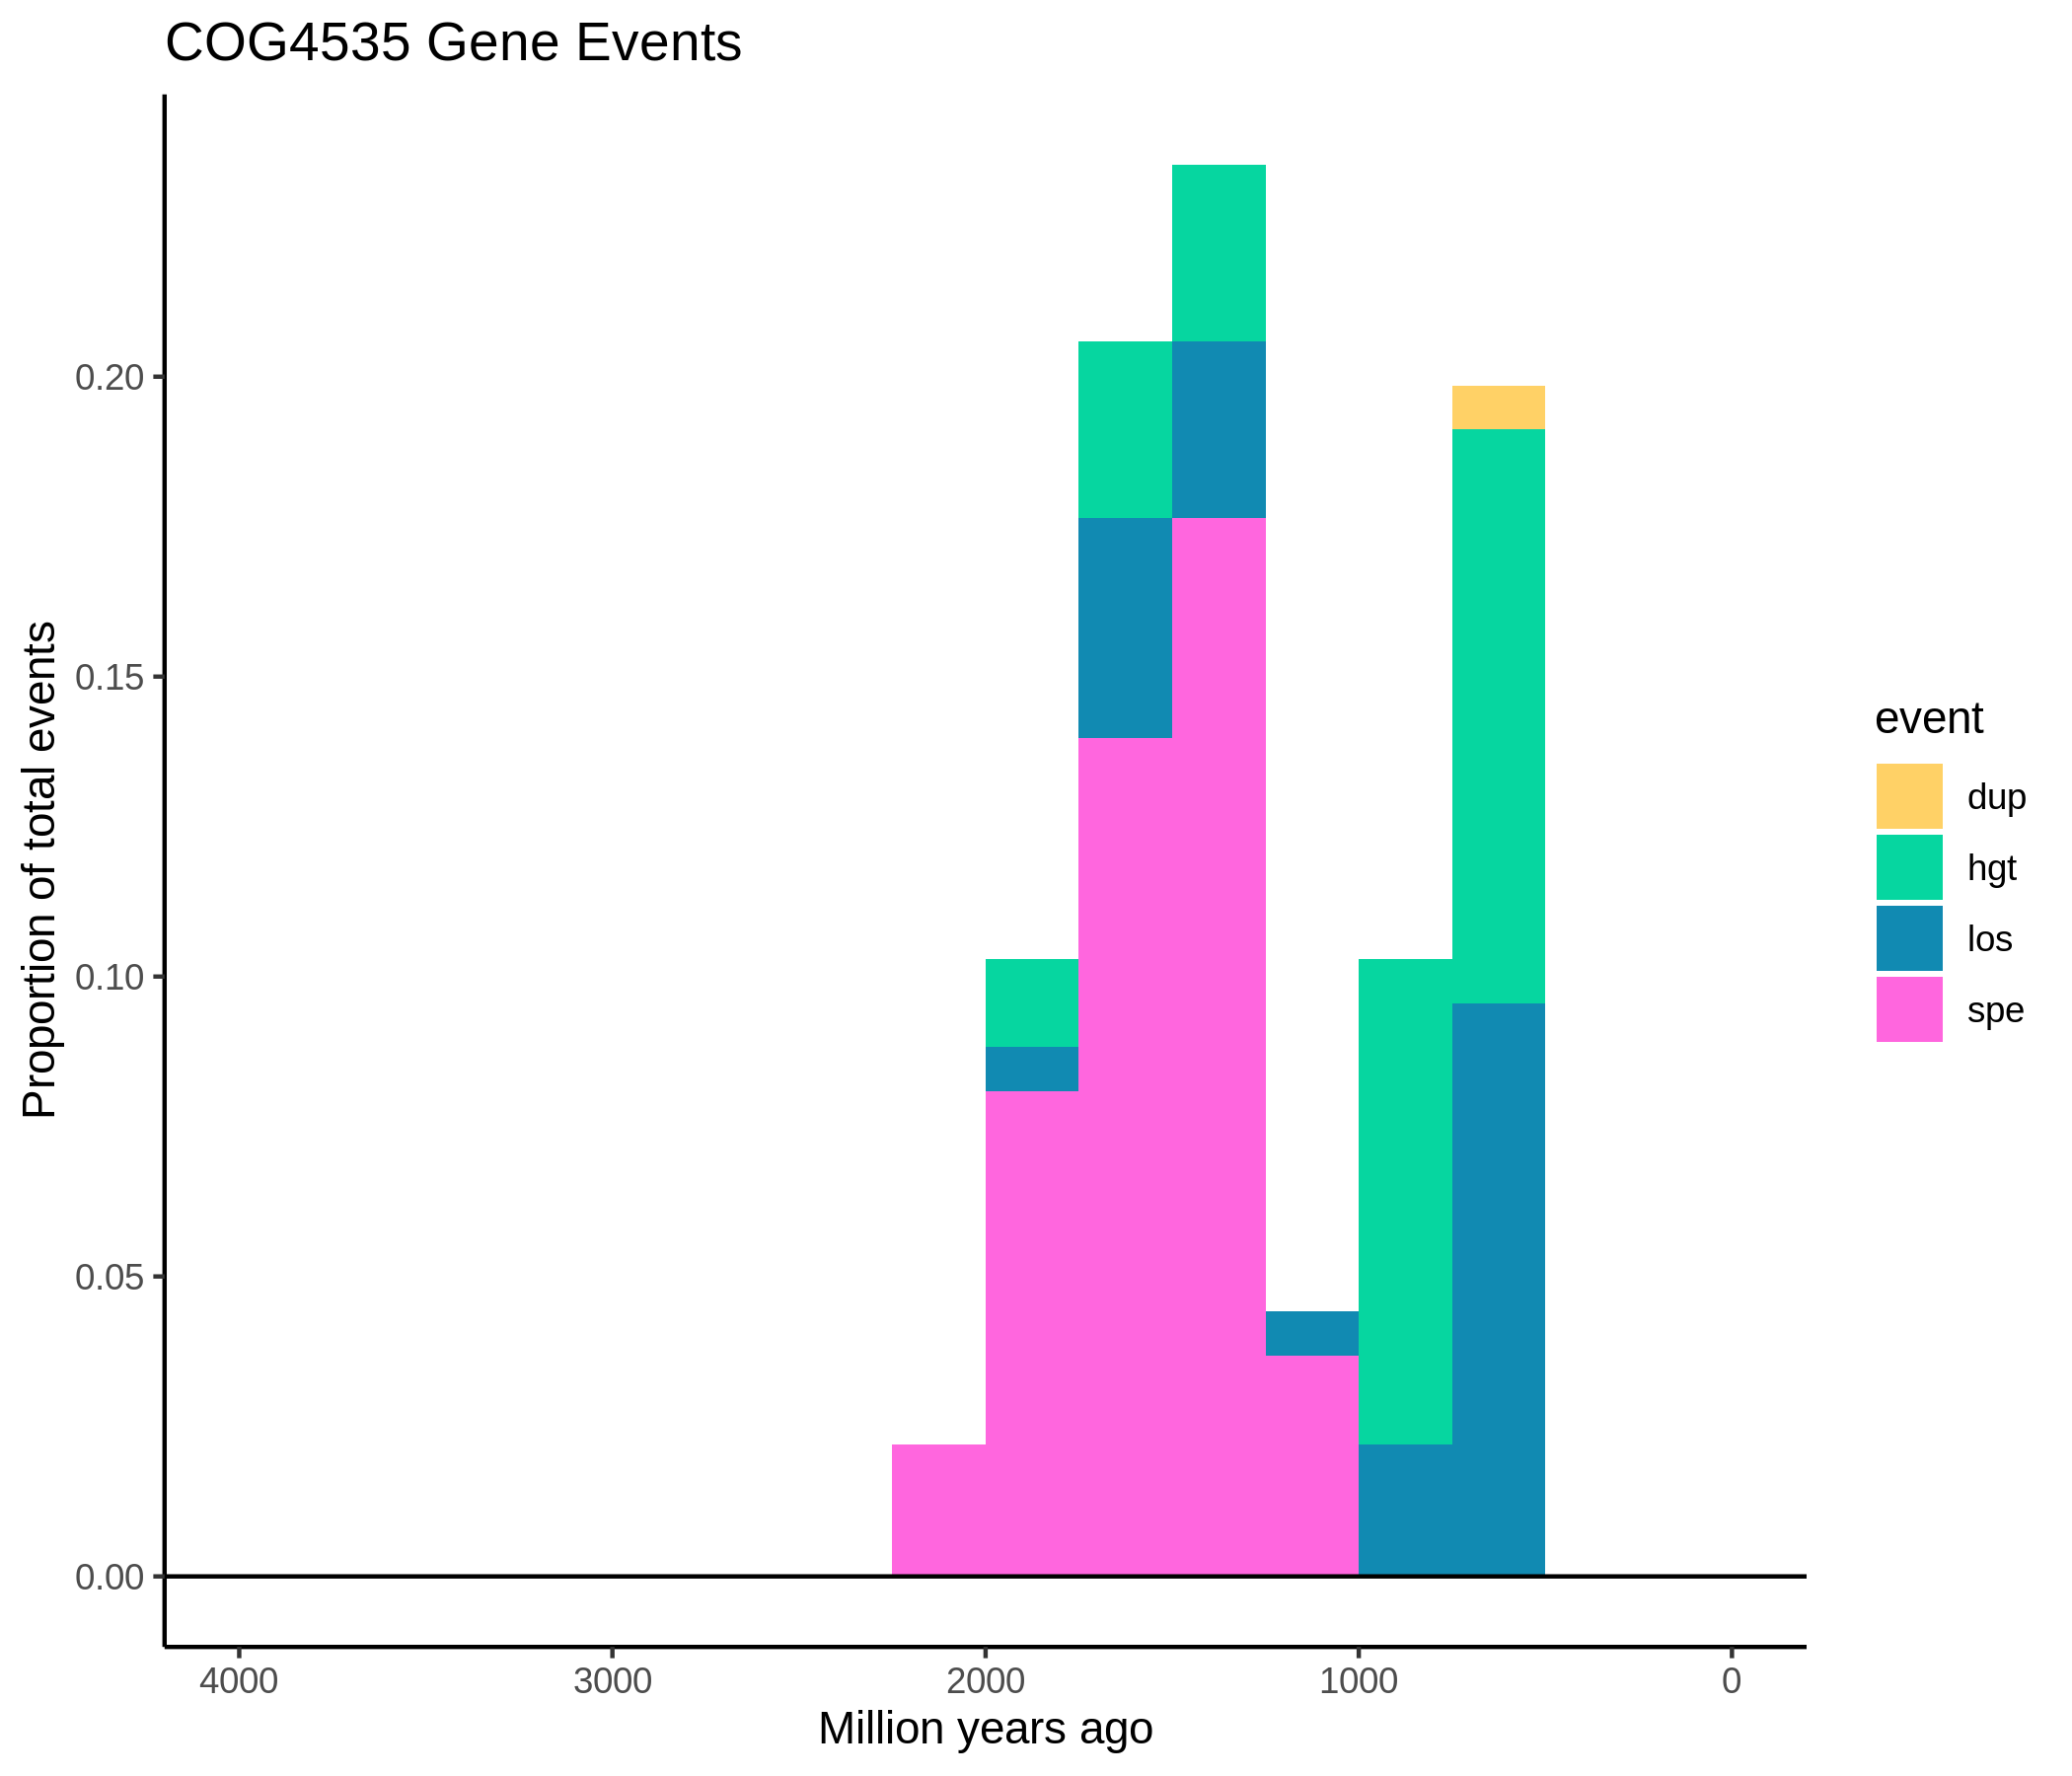 COG4535 Gene Events
Proportion of total events
0.20
0.15
0.10
0.05
0.00
4000 3000 2000 1000 0
Million years ago
event
dup
hgt
los
spe